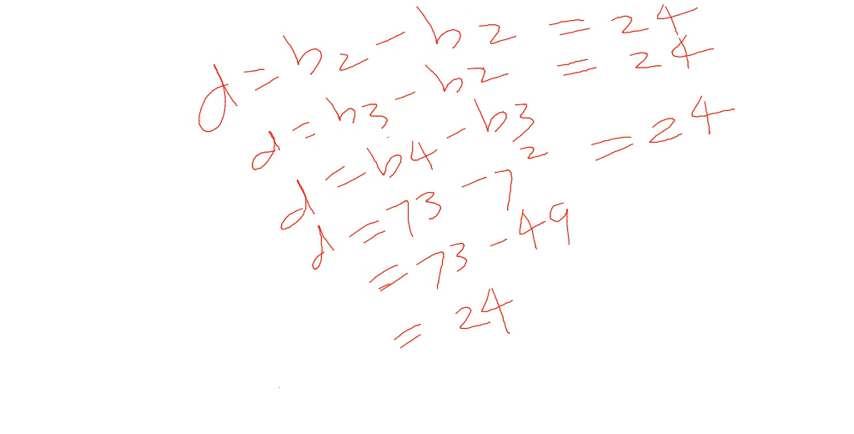 d = b2 - b2 = 24
d = b3 - b2 = 24
d = b4 - b3
d = 73 - 7² = 24
= 73 - 49
= 24